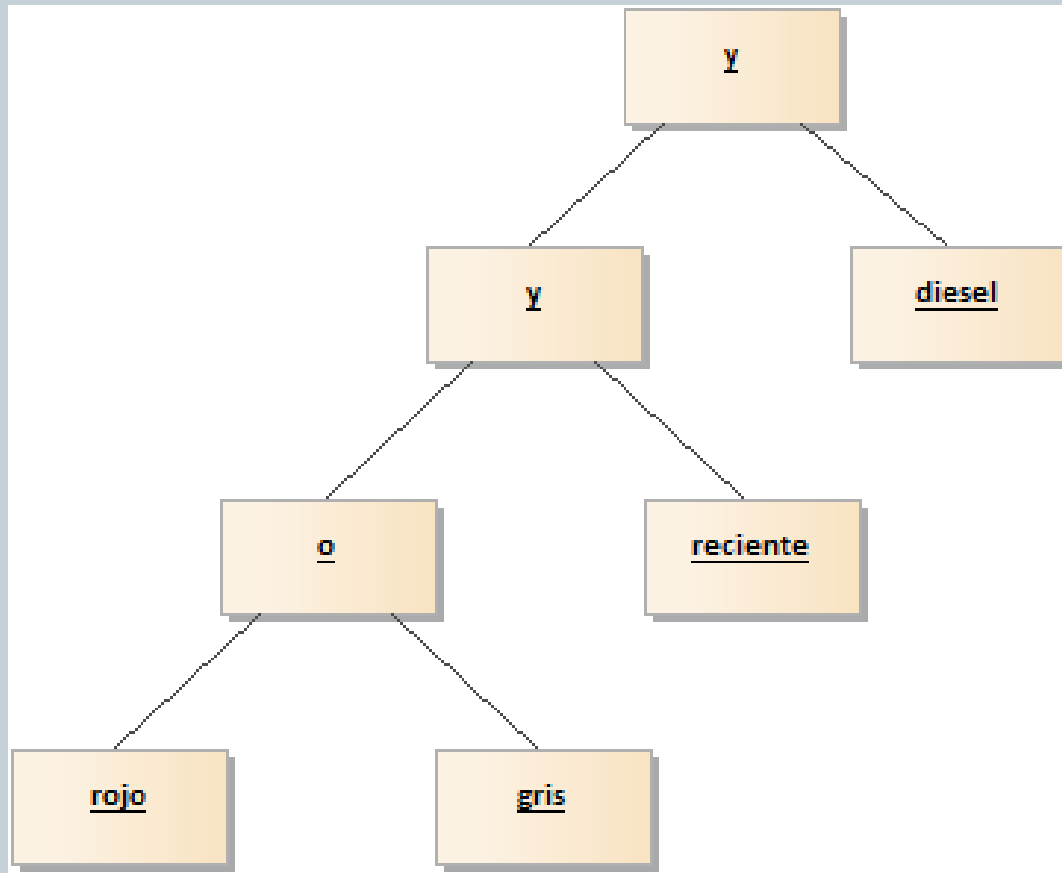 y
y
diesel
o
reciente
rojo
gris